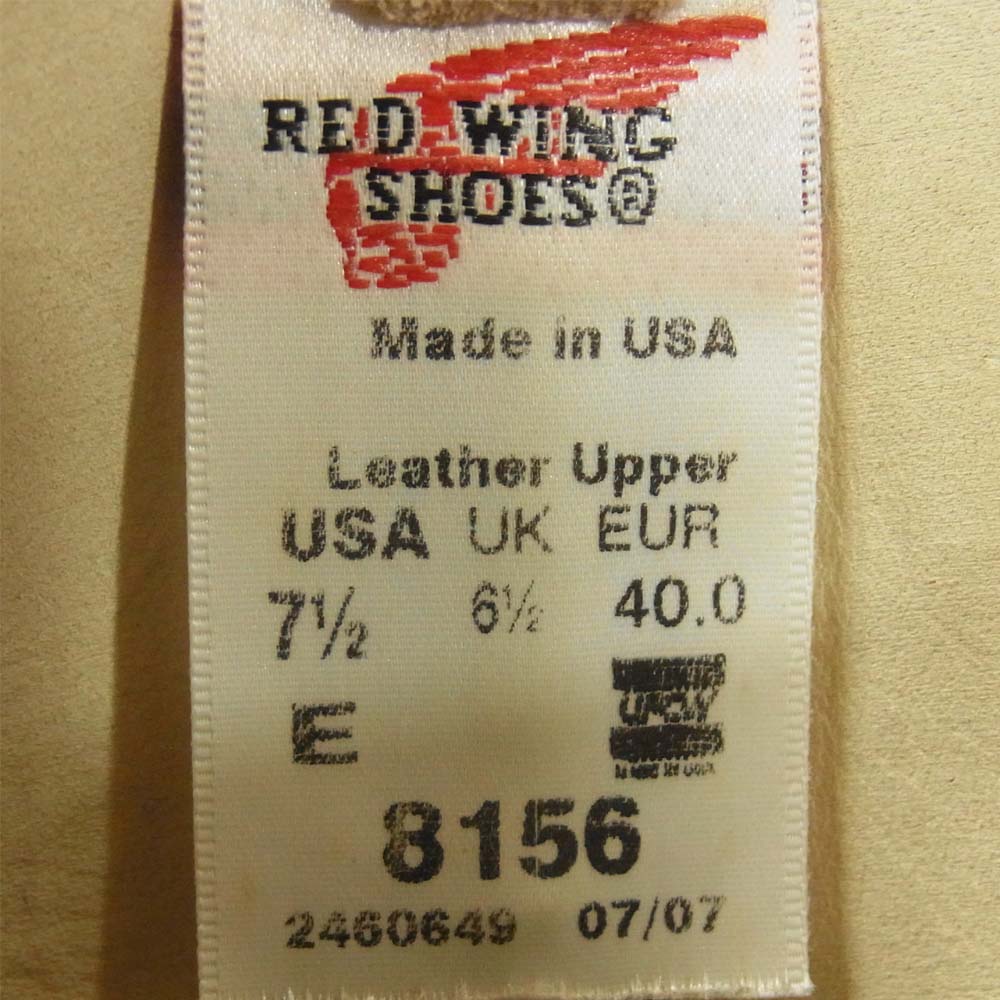 RED WING
SHOES®
Made in USA
Leather Upper
USA UK EUR
7½ 6½ 40.0
E
UFCW
8156
2460649 07/07